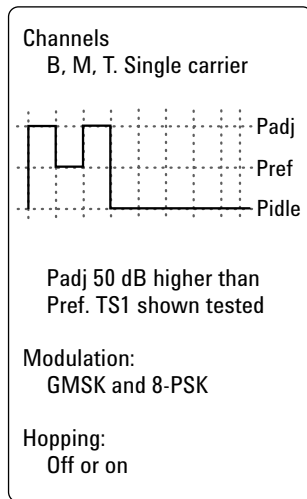 Channels
B, M, T. Single carrier
Padj
Pref
Pidle
Padj 50 dB higher than
Pref. TS1 shown tested
Modulation:
GMSK and 8-PSK
Hopping:
Off or on